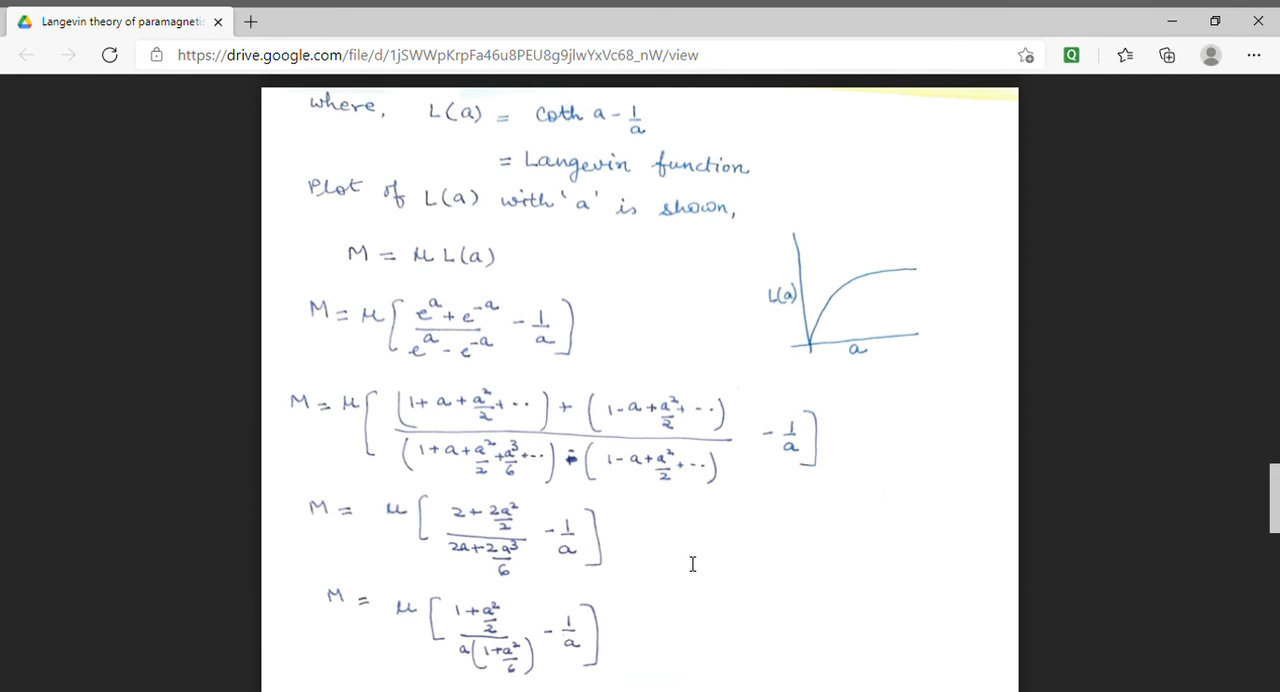 Langevin theory of paramagnetis
https://drive.google.com/file/d/1jSWWpKrpFa46u8PEU8g9jlwYxVc68_nW/view
where, L(a) = coth a - 1/a
= Langevin function
Plot of L(a) with 'a' is shown,
M = μ L(a)
L(a)
a
M = μ[ (e^a + e^-a)/(e^a - e^-a) - 1/a ]
M = μ[ ((1 + a + a²/2 + ..) + (1 - a + a²/2 + ..))/((1 + a + a²/2 + a³/6 + ..) - (1 - a + a²/2 + ..)) - 1/a ]
M = μ[ (2 + 2a²/2)/(2a + 2a³/6) - 1/a ]
M = μ[ (1 + a²/2)/(a(1 + a²/6)) - 1/a ]